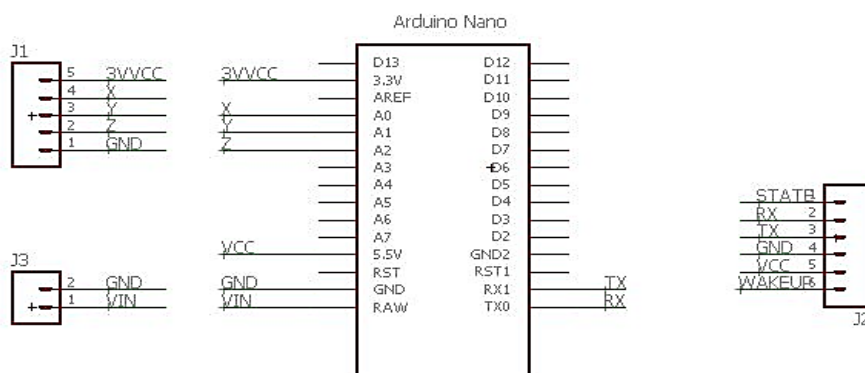 Arduino Nano
J1
5 3VVCC
4 X
3 Y
2 Z
1 GND
J3
2 GND
1 VIN
3VVCC
X
Y
Z
VCC
GND
VIN
D13
3.3V
AREF
A0
A1
A2
A3
A4
A5
A6
A7
5.5V
RST
GND
RAW
D12
D11
D10
D9
D8
D7
D6
D5
D4
D3
D2
GND2
RST1
RX1
TX0
TX
RX
STATE 1
RX 2
TX 3
GND 4
VCC 5
WAKEUP 6
J2